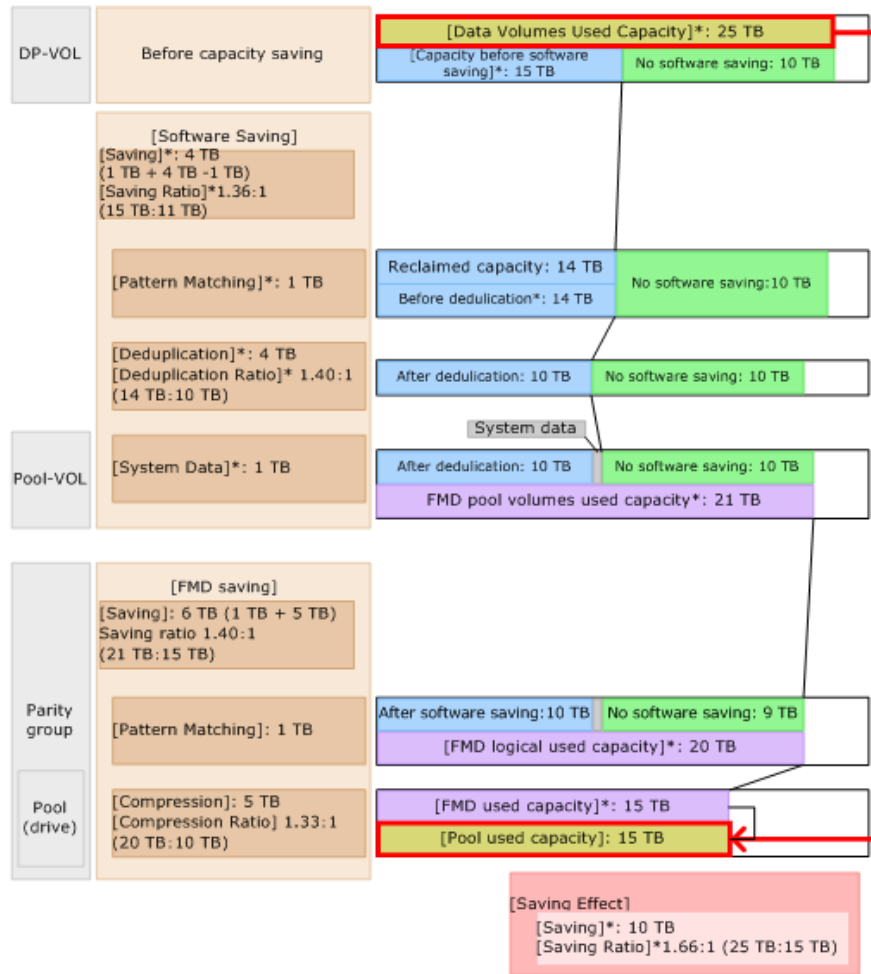 DP-VOL
Before capacity saving
[Data Volumes Used Capacity]*: 25 TB
[Capacity before software
saving]*: 15 TB
No software saving: 10 TB
[Software Saving]
[Saving]*: 4 TB
(1 TB + 4 TB -1 TB)
[Saving Ratio]*1.36:1
(15 TB:11 TB)
[Pattern Matching]*: 1 TB
Reclaimed capacity: 14 TB
Before dedulication*: 14 TB
No software saving:10 TB
[Deduplication]*: 4 TB
[Deduplication Ratio]* 1.40:1
(14 TB:10 TB)
After dedulication: 10 TB
No software saving: 10 TB
System data
Pool-VOL
[System Data]*: 1 TB
After dedulication: 10 TB
No software saving: 10 TB
FMD pool volumes used capacity*: 21 TB
[FMD saving]
[Saving]: 6 TB (1 TB + 5 TB)
Saving ratio 1.40:1
(21 TB:15 TB)
Parity
group
[Pattern Matching]: 1 TB
After software saving:10 TB
No software saving: 9 TB
[FMD logical used capacity]*: 20 TB
Pool
(drive)
[Compression]: 5 TB
[Compression Ratio] 1.33:1
(20 TB:10 TB)
[FMD used capacity]*: 15 TB
[Pool used capacity]: 15 TB
[Saving Effect]
[Saving]*: 10 TB
[Saving Ratio]*1.66:1 (25 TB:15 TB)